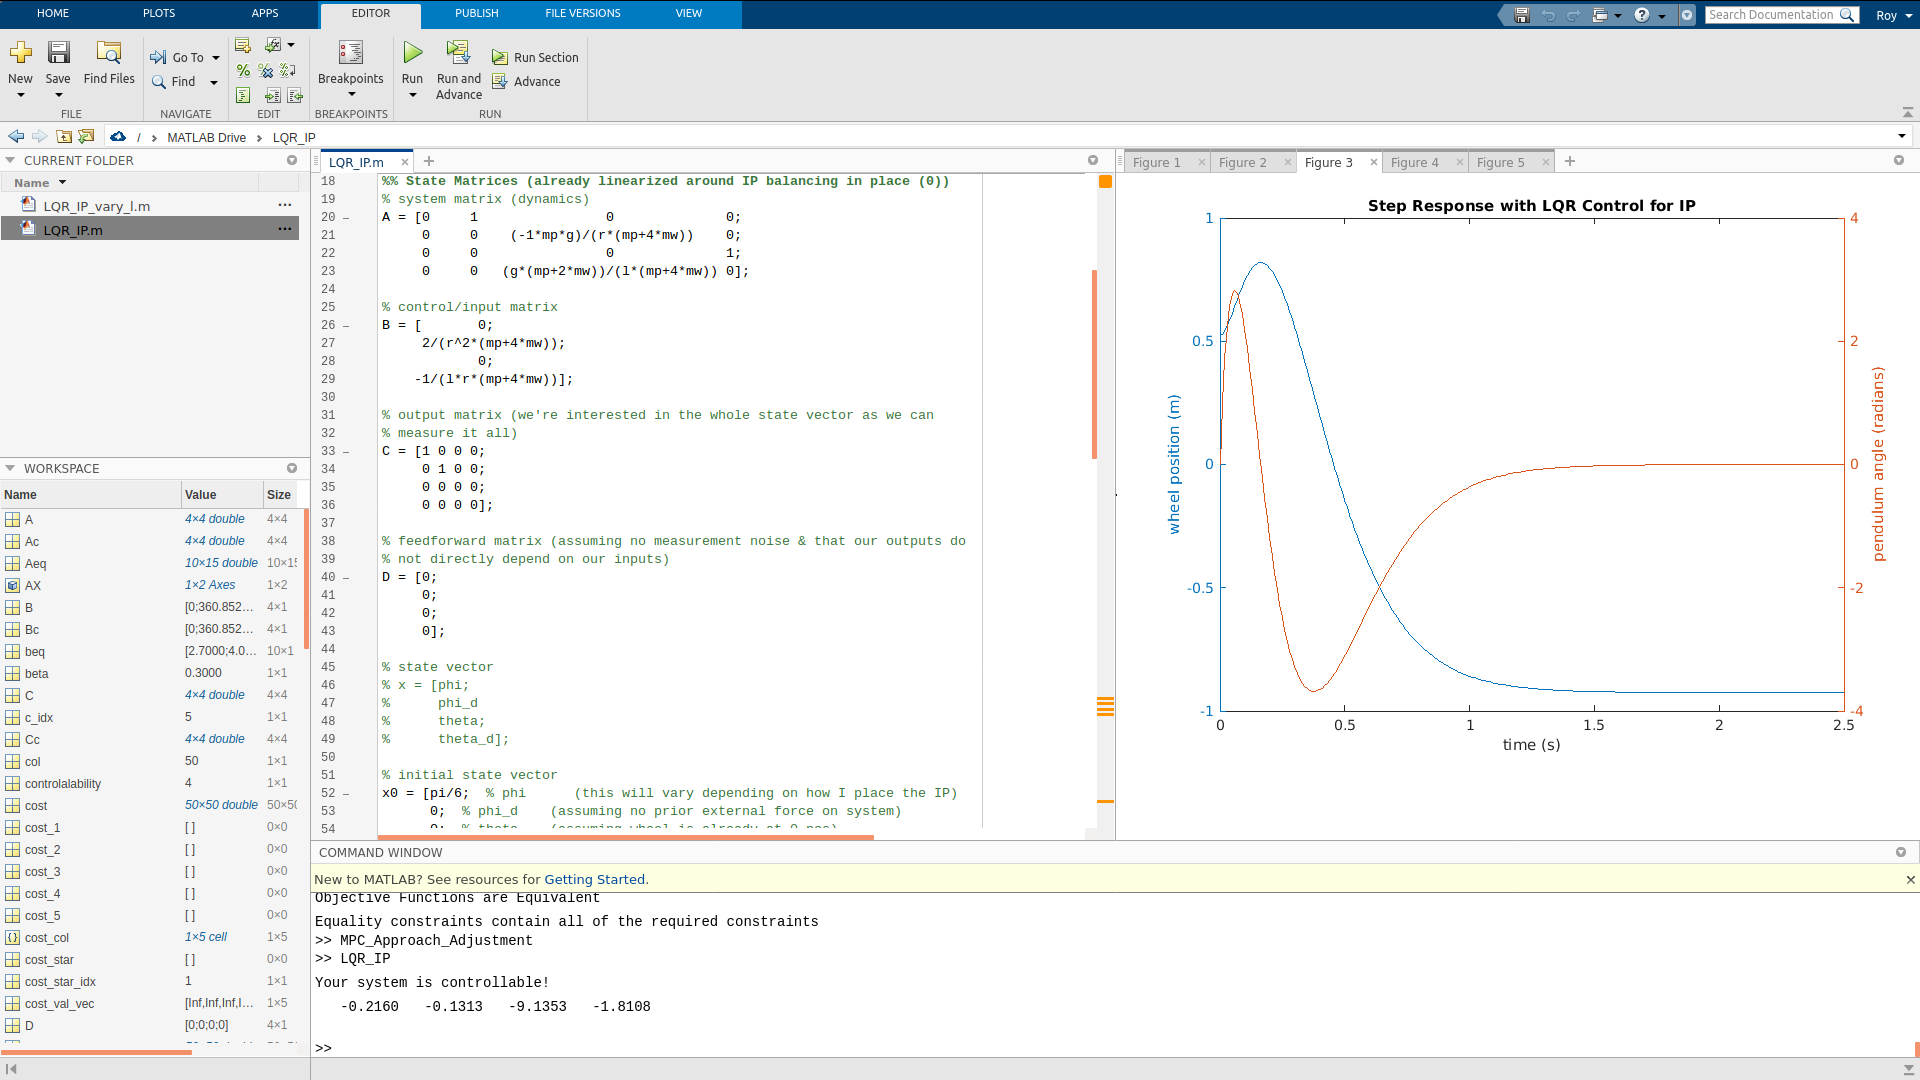 HOME PLOTS APPS EDITOR PUBLISH FILE VERSIONS VIEW Search Documentation Roy
New Save Find Files Go To Find Breakpoints Run Run and Advance Run Section Advance
FILE NAVIGATE EDIT BREAKPOINTS RUN
/ MATLAB Drive LQR_IP
CURRENT FOLDER
Name
LQR_IP_vary_l.m
LQR_IP.m
WORKSPACE
Name Value Size
A 4×4 double 4×4
Ac 4×4 double 4×4
Aeq 10×15 double 10×15
AX 1×2 Axes 1×2
B [0;360.852... 4×1
Bc [0;360.852... 4×1
beq [2.7000;4.0... 10×1
beta 0.3000 1×1
C 4×4 double 4×4
c_idx 5 1×1
Cc 4×4 double 4×4
col 50 1×1
controlalability 4 1×1
cost 50×50 double 50×50
cost_1 [ ] 0×0
cost_2 [ ] 0×0
cost_3 [ ] 0×0
cost_4 [ ] 0×0
cost_5 [ ] 0×0
cost_col 1×5 cell 1×5
cost_star [ ] 0×0
cost_star_idx 1 1×1
cost_val_vec [Inf,Inf,Inf,I... 1×5
D [0;0;0;0] 4×1
LQR_IP.m
18 %% State Matrices (already linearized around IP balancing in place (0))
19 % system matrix (dynamics)
20 – A = [0 1 0 0;
21 0 0 (-1*mp*g)/(r*(mp+4*mw)) 0;
22 0 0 0 1;
23 0 0 (g*(mp+2*mw))/(l*(mp+4*mw)) 0];
24
25 % control/input matrix
26 – B = [ 0;
27 2/(r^2*(mp+4*mw));
28 0;
29 -1/(l*r*(mp+4*mw))];
30
31 % output matrix (we're interested in the whole state vector as we can
32 % measure it all)
33 – C = [1 0 0 0;
34 0 1 0 0;
35 0 0 0 0;
36 0 0 0 0];
37
38 % feedforward matrix (assuming no measurement noise & that our outputs do
39 % not directly depend on our inputs)
40 – D = [0;
41 0;
42 0;
43 0];
44
45 % state vector
46 % x = [phi;
47 % phi_d
48 % theta;
49 % theta_d];
50
51 % initial state vector
52 – x0 = [pi/6; % phi (this will vary depending on how I place the IP)
53 0; % phi_d (assuming no prior external force on system)
54 0; % theta (assuming wheel is already at 0 pos)
Figure 1 Figure 2 Figure 3 Figure 4 Figure 5
Step Response with LQR Control for IP
1
0.5
0
-0.5
-1
wheel position (m)
4
2
0
-2
-4
pendulum angle (radians)
0 0.5 1 1.5 2 2.5
time (s)
COMMAND WINDOW
New to MATLAB? See resources for Getting Started.
Objective Functions are Equivalent
Equality constraints contain all of the required constraints
>> MPC_Approach_Adjustment
>> LQR_IP
Your system is controllable!
-0.2160 -0.1313 -9.1353 -1.8108
>>